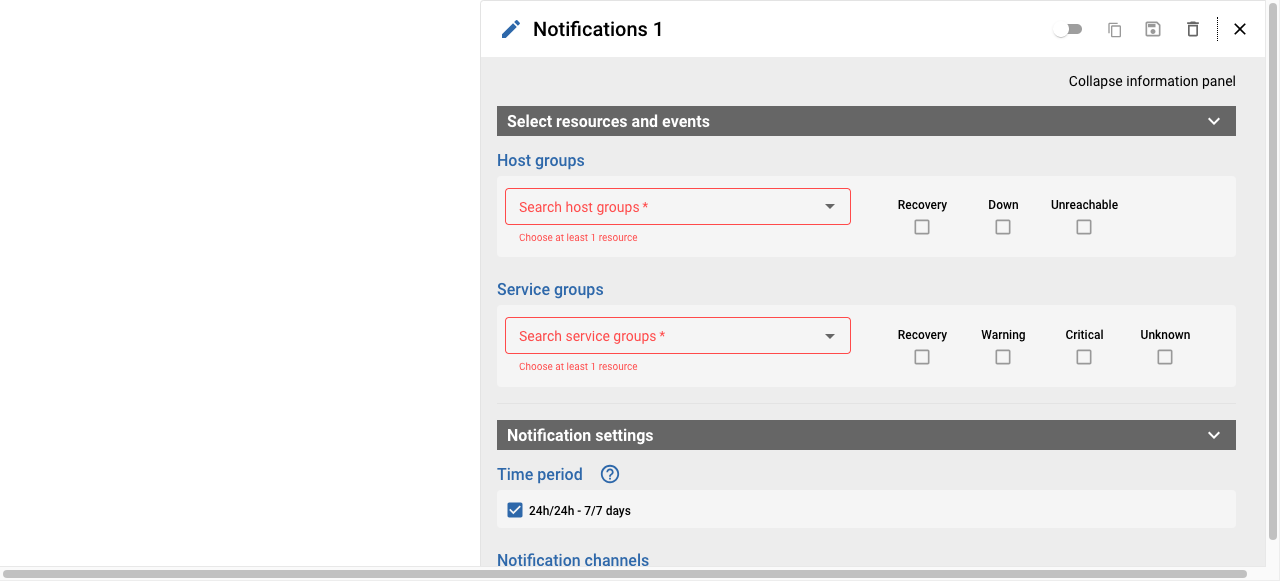 Notifications 1
Collapse information panel
Select resources and events
Host groups
Search host groups *
Choose at least 1 resource
Recovery Down Unreachable
Service groups
Search service groups *
Choose at least 1 resource
Recovery Warning Critical Unknown
Notification settings
Time period
24h/24h - 7/7 days
Notification channels